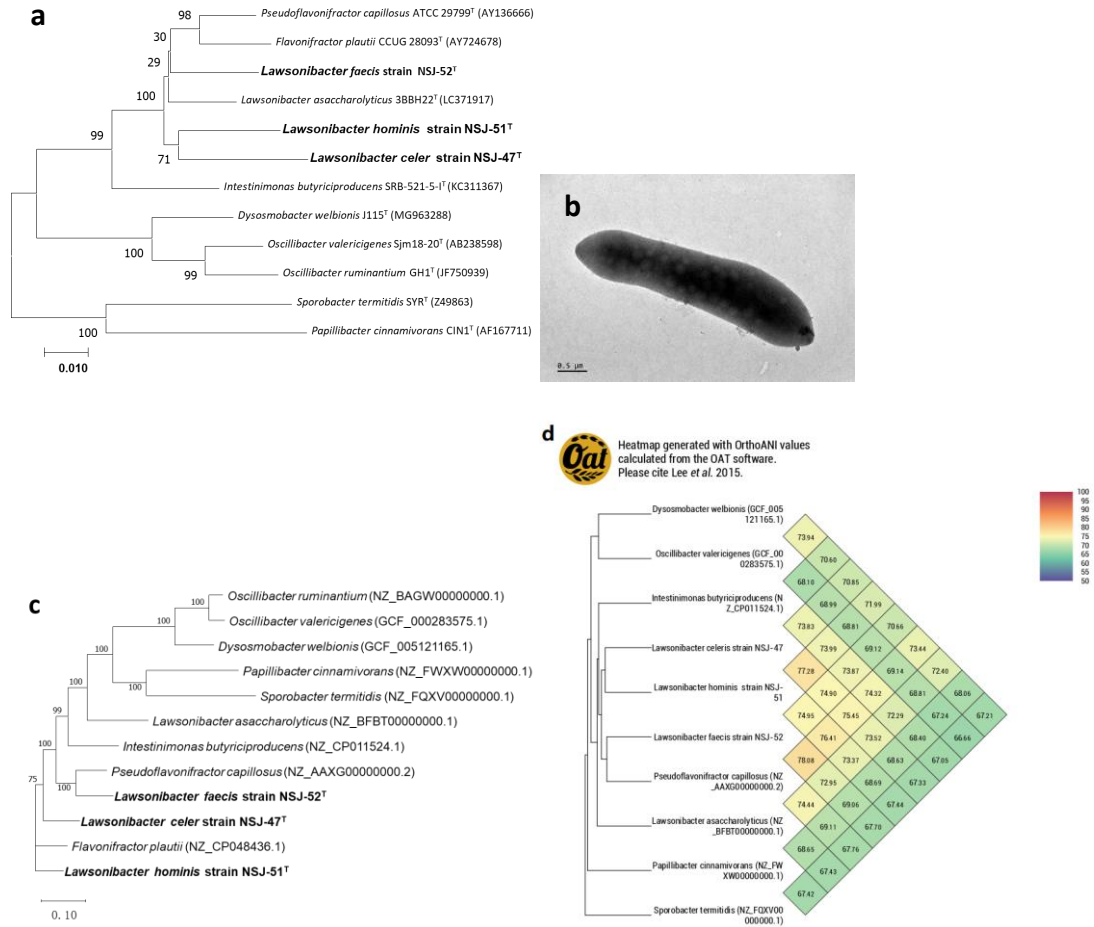 a
98
Pseudoflavonifractor capillosus ATCC 29799ᵀ (AY136666)
30
Flavonifractor plautii CCUG 28093ᵀ (AY724678)
29
Lawsonibacter faecis strain NSJ-52ᵀ
100
Lawsonibacter asaccharolyticus 3BBH22ᵀ (LC371917)
Lawsonibacter hominis strain NSJ-51ᵀ
99
71
Lawsonibacter celer strain NSJ-47ᵀ
Intestinimonas butyriciproducens SRB-521-5-Iᵀ (KC311367)
Dysosmobacter welbionis J115ᵀ (MG963288)
100
Oscillibacter valericigenes Sjm18-20ᵀ (AB238598)
99
Oscillibacter ruminantium GH1ᵀ (JF750939)
Sporobacter termitidis SYRᵀ (Z49863)
100
Papillibacter cinnamivorans CIN1ᵀ (AF167711)
0.010
b
0.5 µm
c
100
Oscillibacter ruminantium (NZ_BAGW00000000.1)
100
Oscillibacter valericigenes (GCF_000283575.1)
100
Dysosmobacter welbionis (GCF_005121165.1)
Papillibacter cinnamivorans (NZ_FWXW00000000.1)
100
100
Sporobacter termitidis (NZ_FQXV00000000.1)
99
Lawsonibacter asaccharolyticus (NZ_BFBT00000000.1)
100
Intestinimonas butyriciproducens (NZ_CP011524.1)
75
Pseudoflavonifractor capillosus (NZ_AAXG00000000.2)
100
Lawsonibacter faecis strain NSJ-52ᵀ
Lawsonibacter celer strain NSJ-47ᵀ
Flavonifractor plautii (NZ_CP048436.1)
Lawsonibacter hominis strain NSJ-51ᵀ
0.10
d
Oat
Heatmap generated with OrthoANI values
calculated from the OAT software.
Please cite Lee et al. 2015.
100
95
90
85
80
75
70
65
60
55
50
Dysosmobacter welbionis (GCF_005
121165.1)
Oscillibacter valericigenes (GCF_00
0283575.1)
Intestinimonas butyriciproducens (N
Z_CP011524.1)
Lawsonibacter celeris strain NSJ-47
Lawsonibacter hominis strain NSJ-
51
Lawsonibacter faecis strain NSJ-52
Pseudoflavonifractor capillosus (NZ
_AAXG00000000.2)
Lawsonibacter asaccharolyticus (NZ
_BFBT00000000.1)
Papillibacter cinnamivorans (NZ_FW
XW00000000.1)
Sporobacter termitidis (NZ_FQXV00
000000.1)
73.94
70.60
68.10 70.85
68.99 71.99
73.83 68.81 70.66
73.99 69.12 73.44
77.28 73.87 69.14 72.40
74.90 74.32 68.81 68.06
74.95 75.45 72.29 67.24 67.21
76.41 73.52 68.40 66.66
78.08 73.37 68.63 67.05
72.95 68.69 67.33
74.44 69.06 67.44
69.11 67.70
68.65 67.76
67.43
67.42